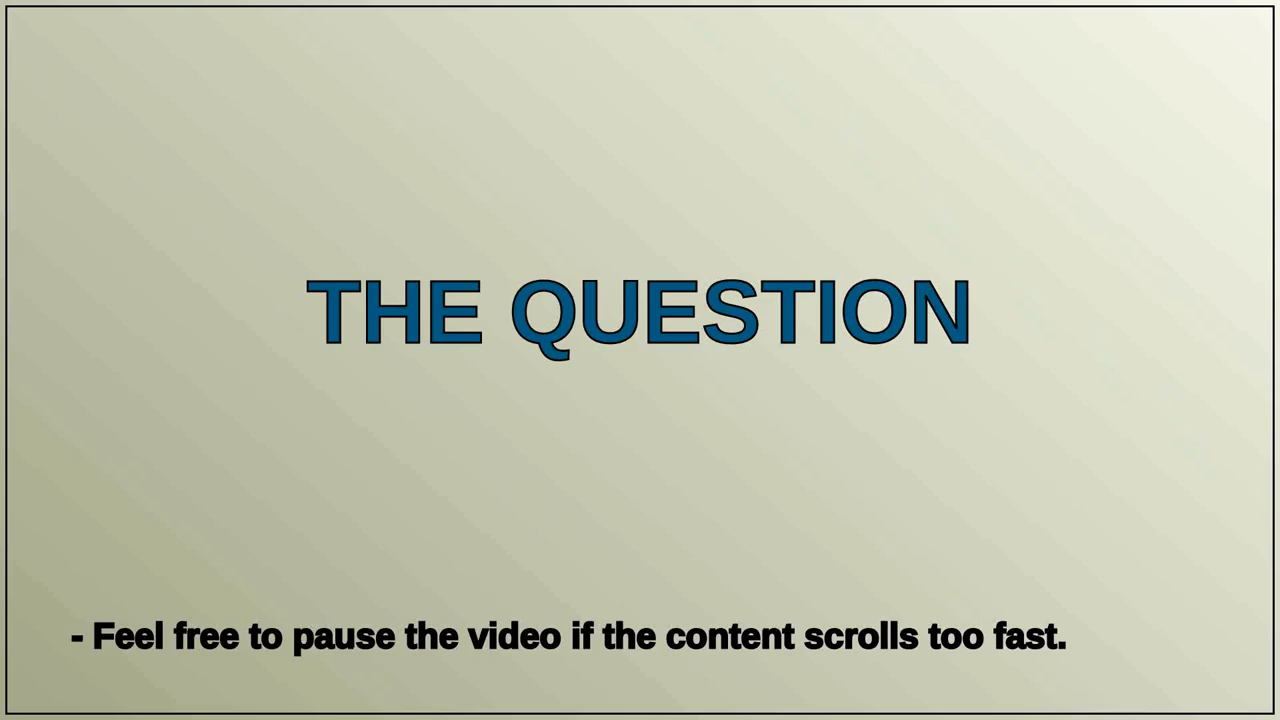 THE QUESTION
- Feel free to pause the video if the content scrolls too fast.